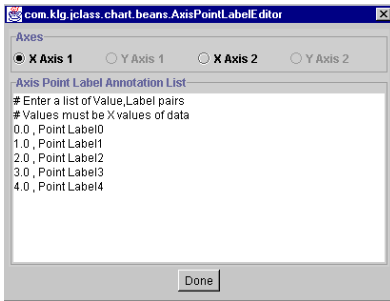 com.klg.jclass.chart.beans.AxisPointLabelEditor
Axes
X Axis 1 Y Axis 1 X Axis 2 Y Axis 2
Axis Point Label Annotation List
# Enter a list of Value,Label pairs
# Values must be X values of data
0.0 , Point Label0
1.0 , Point Label1
2.0 , Point Label2
3.0 , Point Label3
4.0 , Point Label4
Done